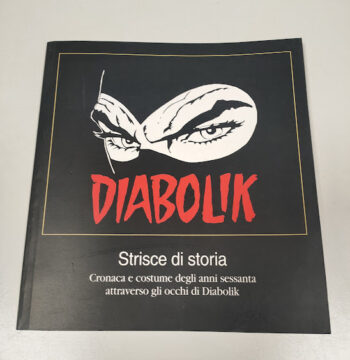 DIABOLIK
Strisce di storia
Cronaca e costume degli anni sessanta
attraverso gli occhi di Diabolik